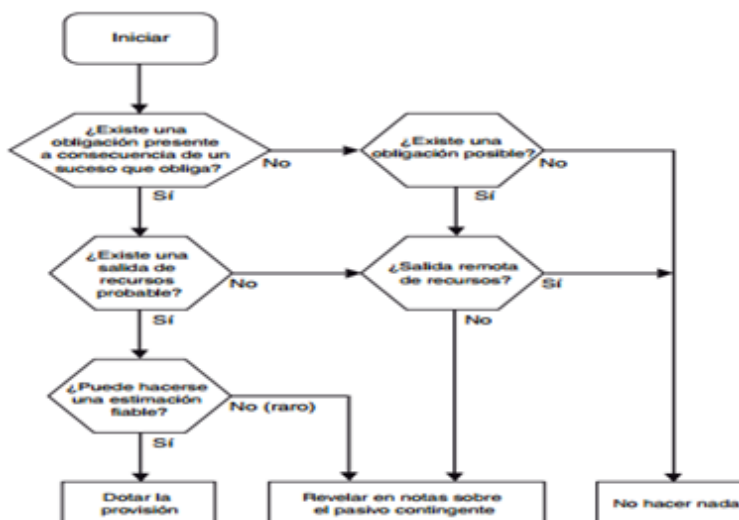 Iniciar
¿Existe una
obligación presente
a consecuencia de un
suceso que obliga?
No
¿Existe una
obligación posible?
No
Sí
Sí
¿Existe una
salida de
recursos
probable?
No
¿Salida remota
de recursos?
Sí
Sí
No
¿Puede hacerse
una estimación
fiable?
No (raro)
Sí
Dotar la
provisión
Revelar en notas sobre
el pasivo contingente
No hacer nada